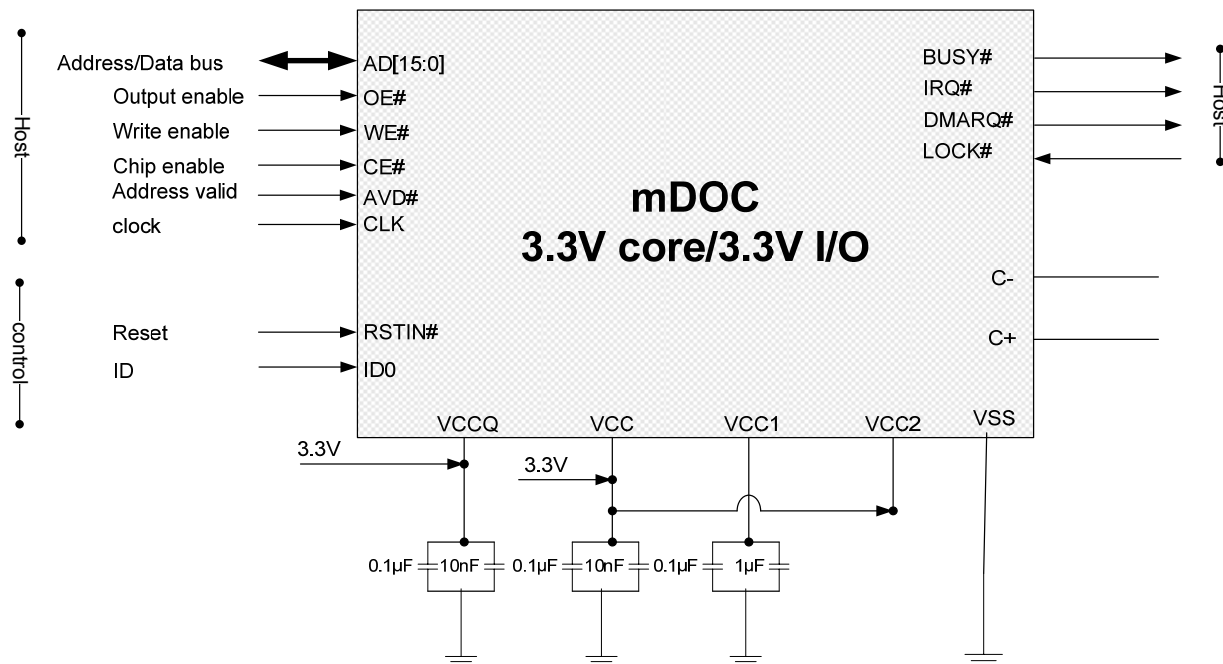 Host
Address/Data bus
AD[15:0]
Output enable
OE#
Write enable
WE#
Chip enable
CE#
Address valid
AVD#
clock
CLK
control
Reset
RSTIN#
ID
ID0
mDOC
3.3V core/3.3V I/O
BUSY#
IRQ#
DMARQ#
LOCK#
Host
C-
C+
VCCQ
VCC
VCC1
VCC2
VSS
3.3V
3.3V
0.1µF
10nF
0.1µF
10nF
0.1µF
1µF